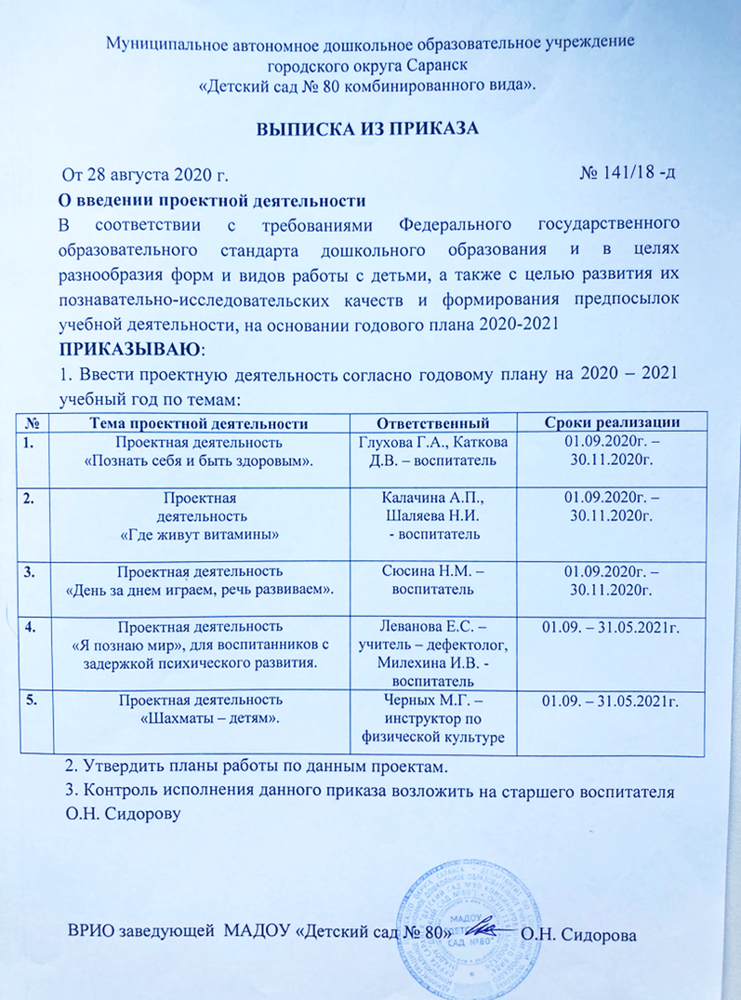 Муниципальное автономное дошкольное образовательное учреждение
городского округа Саранск
«Детский сад № 80 комбинированного вида».
ВЫПИСКА ИЗ ПРИКАЗА
От 28 августа 2020 г. № 141/18 -д
О введении проектной деятельности
В соответствии с требованиями Федерального государственного
образовательного стандарта дошкольного образования и в целях
разнообразия форм и видов работы с детьми, а также с целью развития их
познавательно-исследовательских качеств и формирования предпосылок
учебной деятельности, на основании годового плана 2020-2021
ПРИКАЗЫВАЮ:
1. Ввести проектную деятельность согласно годовому плану на 2020 – 2021
учебный год по темам:
№ Тема проектной деятельности Ответственный Сроки реализации
1. Проектная деятельность Глухова Г.А., Каткова 01.09.2020г. –
«Познать себя и быть здоровым». Д.В. – воспитатель 30.11.2020г.
2. Проектная Калачина А.П., 01.09.2020г. –
деятельность Шаляева Н.И. 30.11.2020г.
«Где живут витамины» - воспитатель
3. Проектная деятельность Сюсина Н.М. – 01.09.2020г. –
«День за днем играем, речь развиваем». воспитатель 30.11.2020г.
4. Проектная деятельность Леванова Е.С. – 01.09. – 31.05.2021г.
«Я познаю мир», для воспитанников с учитель – дефектолог,
задержкой психического развития. Милехина И.В. -
воспитатель
5. Проектная деятельность Черных М.Г. – 01.09. – 31.05.2021г.
«Шахматы – детям». инструктор по
физической культуре
2. Утвердить планы работы по данным проектам.
3. Контроль исполнения данного приказа возложить на старшего воспитателя
О.Н. Сидорову
ВРИО заведующей МАДОУ «Детский сад № 80» О.Н. Сидорова
МАДОУ
САД №80"